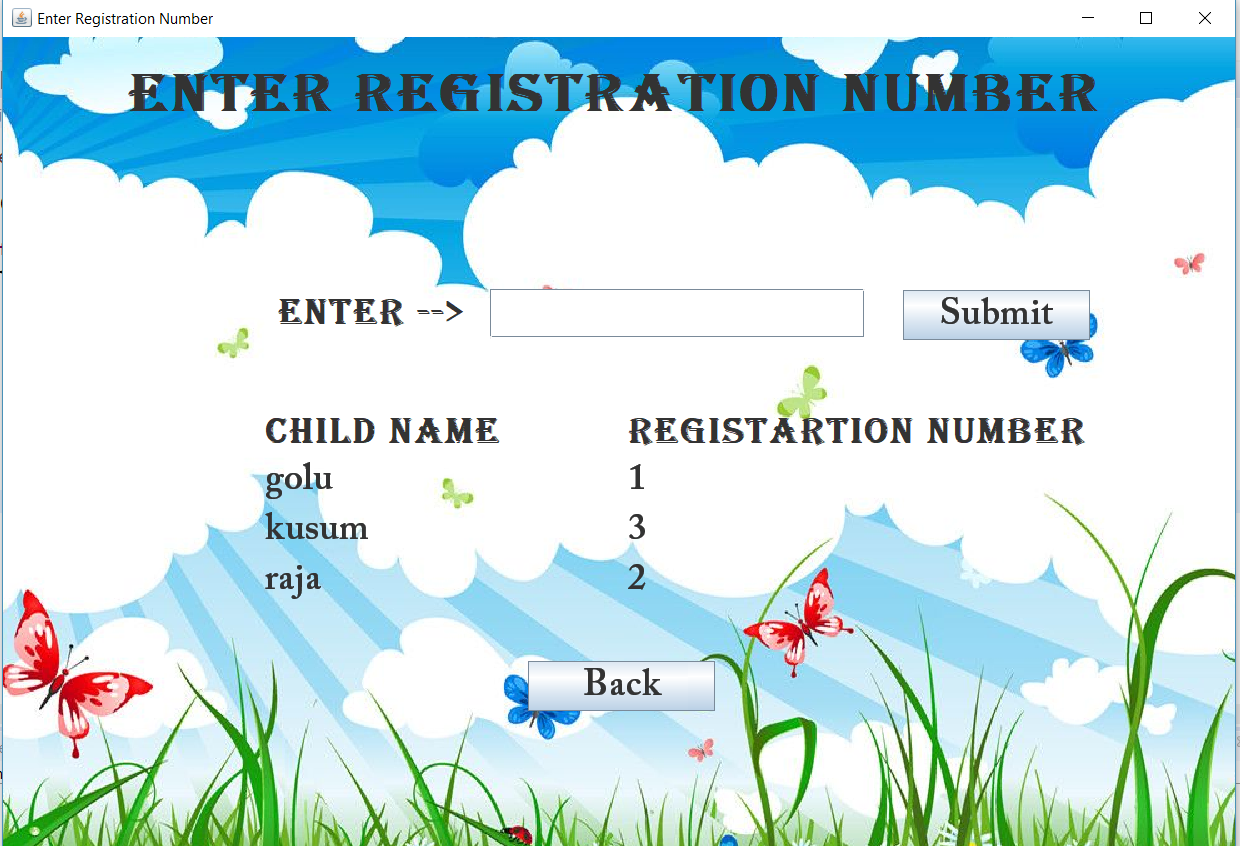 Enter Registration Number
ENTER REGISTRATION NUMBER
ENTER --> Submit
CHILD NAME REGISTARTION NUMBER
golu 1
kusum 3
raja 2
Back